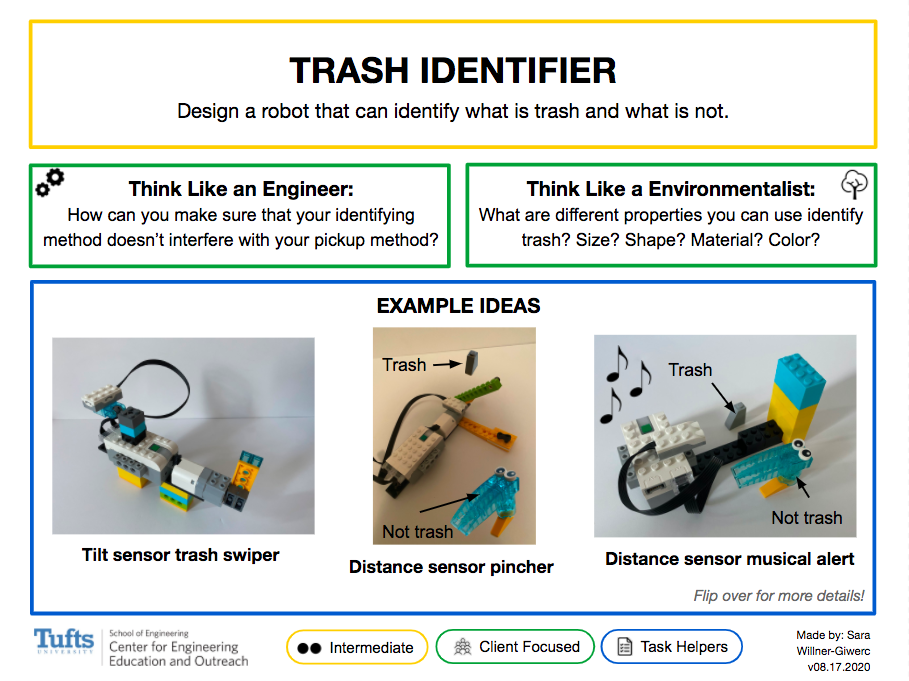 TRASH IDENTIFIER
Design a robot that can identify what is trash and what is not.
Think Like an Engineer:
How can you make sure that your identifying
method doesn't interfere with your pickup method?
Think Like a Environmentalist:
What are different properties you can use identify
trash? Size? Shape? Material? Color?
EXAMPLE IDEAS
Tilt sensor trash swiper
Trash
Not trash
Distance sensor pincher
Trash
Not trash
Distance sensor musical alert
Flip over for more details!
Tufts
UNIVERSITY
School of Engineering
Center for Engineering
Education and Outreach
Intermediate
Client Focused
Task Helpers
Made by: Sara
Willner-Giwerc
v08.17.2020